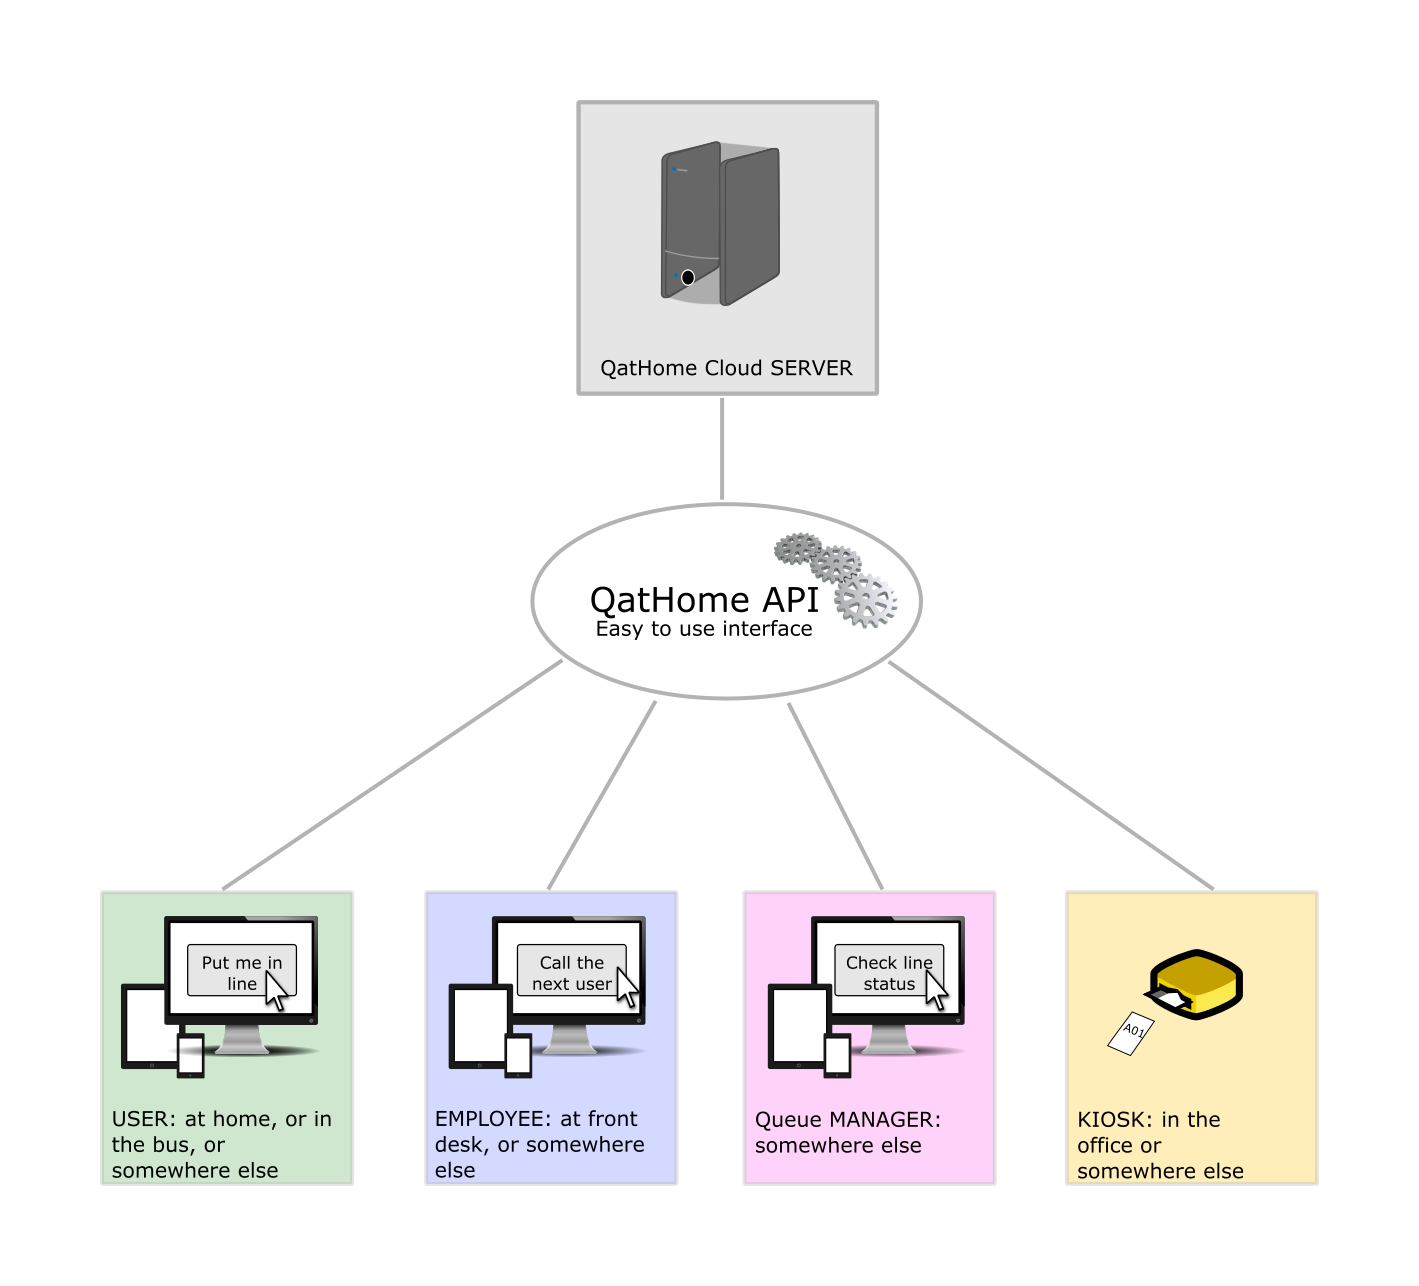 QatHome Cloud SERVER
QatHome API
Easy to use interface
Put me in
line
USER: at home, or in
the bus, or
somewhere else
Call the
next user
EMPLOYEE: at front
desk, or somewhere
else
Check line
status
Queue MANAGER:
somewhere else
A01
KIOSK: in the
office or
somewhere else